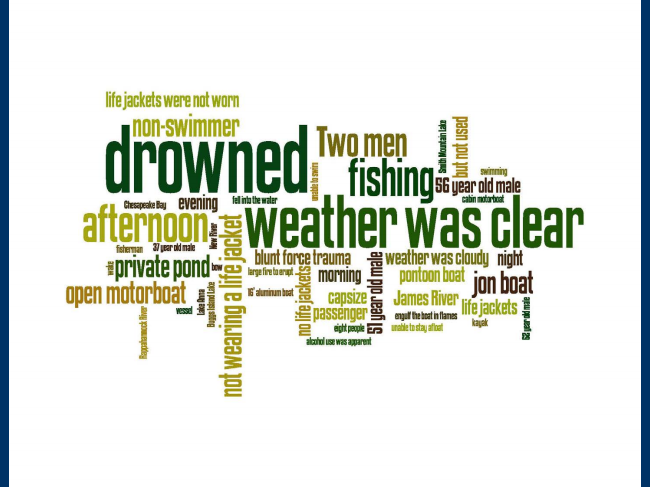 life jackets were not worn
non-swimmer
drowned
Two men
fishing
Smith Mountain Lake
but not used
swimming
56 year old male
cabin motorboat
unable to swim
Chesapeake Bay
evening
fell into the water
afternoon
New River
not wearing a life jacket
weather was clear
fisherman
37 year old male
wake
private pond
bow
blunt force trauma
large fire to erupt
morning
51 year old male
weather was cloudy
night
pontoon boat
jon boat
open motorboat
vessel
Lake Anna
Buggs Island Lake
16' aluminum boat
no life jackets
capsize
passenger
James River
life jackets
62 year old male
Rappahannock River
eight people
engulf the boat in flames
unable to stay afloat
kayak
alcohol use was apparent